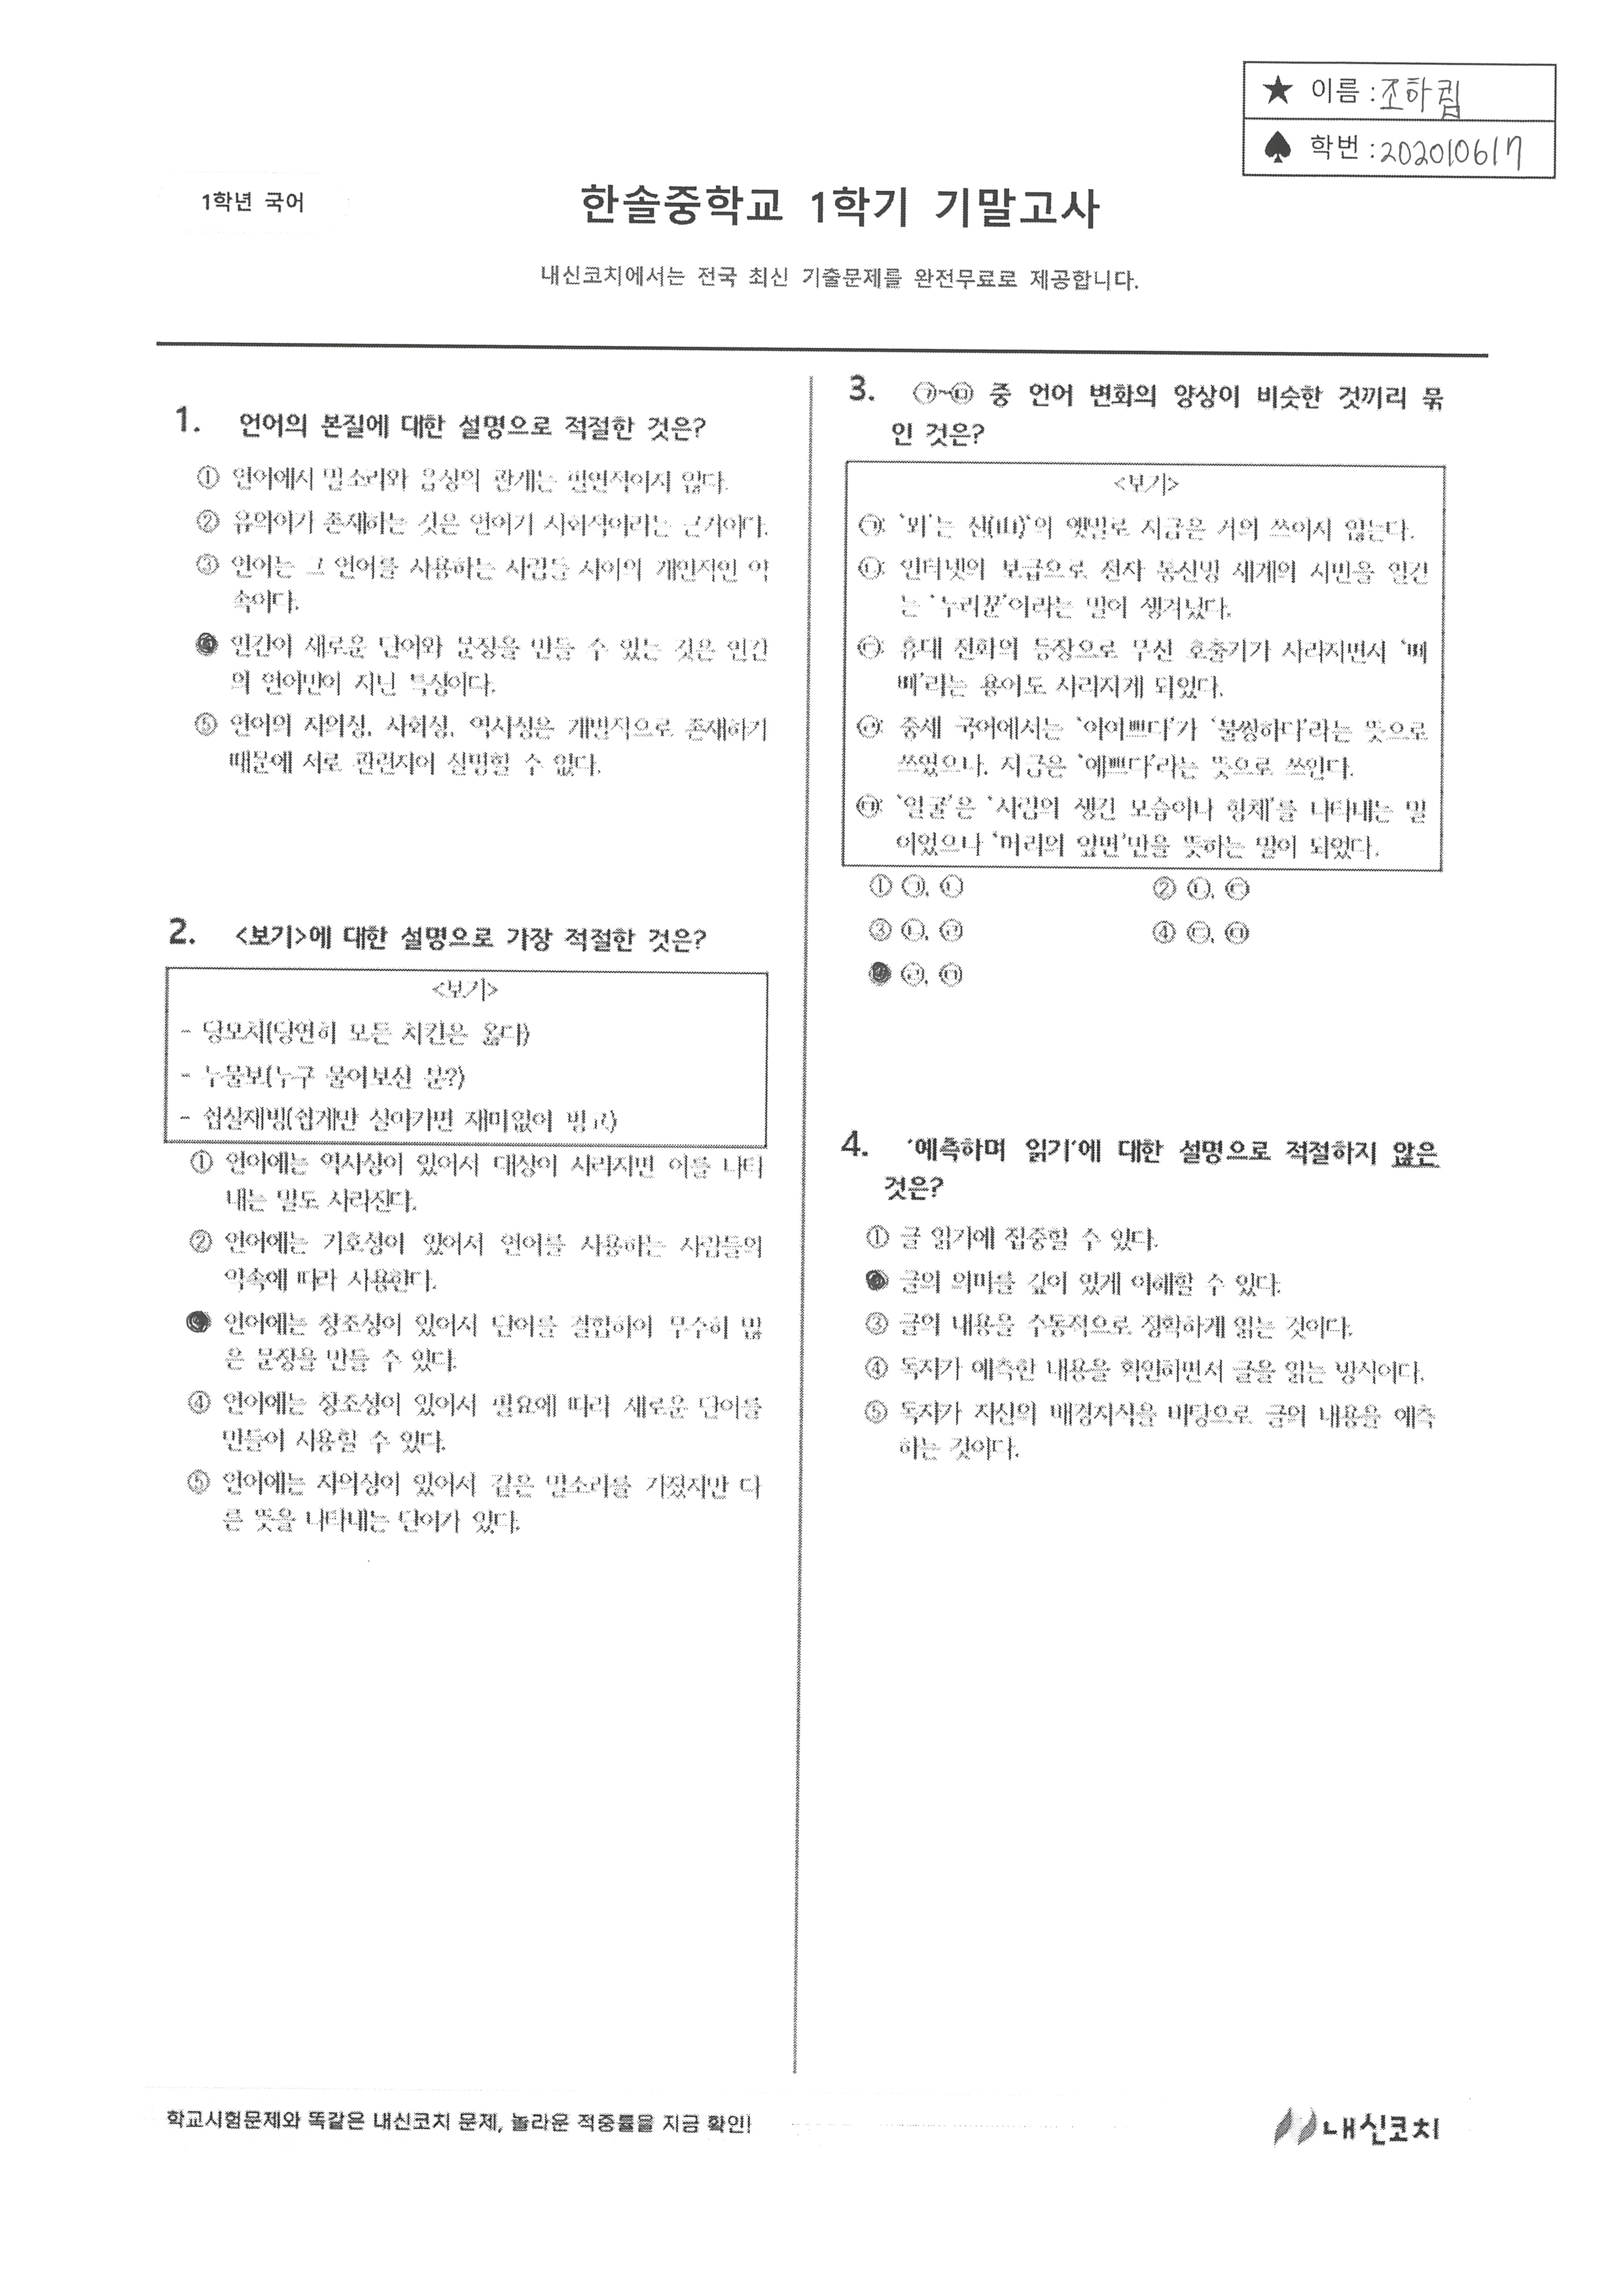 ★ 이름 : 조하림
♠ 학번 : 202010617
1학년 국어
한솔중학교 1학기 기말고사
내신코치에서는 전국 최신 기출문제를 완전무료로 제공합니다.
1. 언어의 본질에 대한 설명으로 적절한 것은?
① 언어에서 말소리와 음성의 관계는 필연적이지 않다.
② 유의어가 존재하는 것은 언어가 사회적이라는 근거이다.
③ 언어는 그 언어를 사용하는 사람들 사이의 개인적인 약
속이다.
인간이 새로운 단어와 문장을 만들 수 있는 것은 인간
의 언어만이 지닌 특성이다.
⑤ 언어의 자의성, 사회성, 역사성은 개별적으로 존재하기
때문에 서로 관련지어 설명할 수 없다.
2. <보기>에 대한 설명으로 가장 적절한 것은?
<보기>
- 당모치(당연히 모든 치킨은 옳다)
- 누물보(누구 물어보신 분?)
- 쉽살재빙(쉽게만 살아가면 재미없어 빙고)
① 언어에는 역사성이 있어서 대상이 사라지면 이를 나타
내는 말도 사라진다.
② 언어에는 기호성이 있어서 언어를 사용하는 사람들의
약속에 따라 사용한다.
언어에는 창조성이 있어서 단어를 결합하여 무수히 많
은 문장을 만들 수 있다.
④ 언어에는 창조성이 있어서 필요에 따라 새로운 단어를
만들어 사용할 수 있다.
⑤ 언어에는 자의성이 있어서 같은 말소리를 가졌지만 다
른 뜻을 나타내는 단어가 있다.
3. ㉠~㉤ 중 언어 변화의 양상이 비슷한 것끼리 묶
인 것은?
<보기>
㉠: '뫼'는 산(山)'의 옛말로 지금은 거의 쓰이지 않는다.
㉡: 인터넷의 보급으로 전자 통신망 세계의 시민을 일컫
는 '누리꾼'이라는 말이 생겨났다.
㉢: 휴대 전화의 등장으로 무선 호출기가 사라지면서 '삐
삐'라는 용어도 사라지게 되었다.
㉣: 중세 국어에서는 '어여쁘다'가 '불쌍하다'라는 뜻으로
쓰였으나, 지금은 '예쁘다'라는 뜻으로 쓰인다.
㉤: '얼굴'은 '사람의 생긴 모습이나 형체'를 나타내는 말
이었으나 '머리의 앞면'만을 뜻하는 말이 되었다.
① ㉠, ㉡ ② ㉡, ㉢
③ ㉡, ㉣ ④ ㉢, ㉤
㉣, ㉤
4. '예측하며 읽기'에 대한 설명으로 적절하지 않은
것은?
① 글 읽기에 집중할 수 있다.
글의 의미를 깊이 있게 이해할 수 있다.
③ 글의 내용을 수동적으로 정확하게 읽는 것이다.
④ 독자가 예측한 내용을 확인하면서 글을 읽는 방식이다.
⑤ 독자가 자신의 배경지식을 바탕으로 글의 내용을 예측
하는 것이다.
학교시험문제와 똑같은 내신코치 문제, 놀라운 적중률을 지금 확인!
내신코치